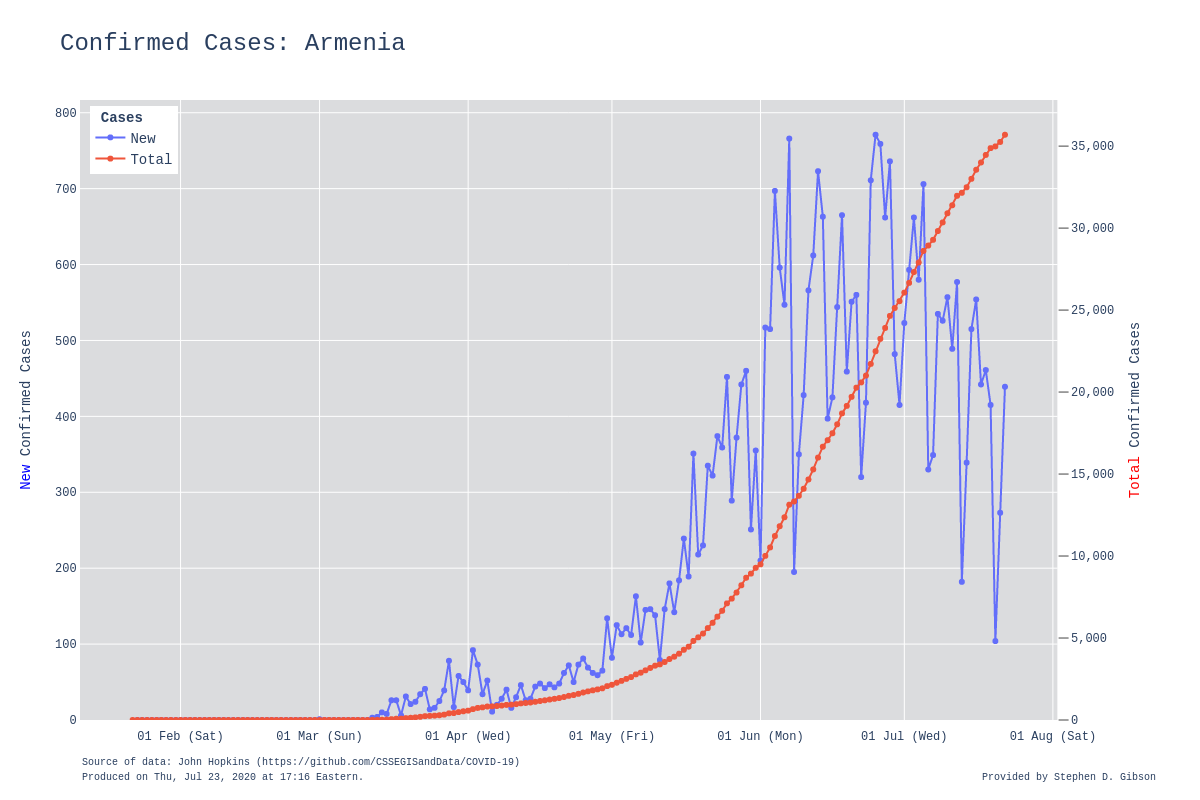 Confirmed Cases: Armenia
Cases
New
Total
800
700
600
500
400
300
200
100
0
35,000
30,000
25,000
20,000
15,000
10,000
5,000
0
New Confirmed Cases
Total Confirmed Cases
01 Feb (Sat) 01 Mar (Sun) 01 Apr (Wed) 01 May (Fri) 01 Jun (Mon) 01 Jul (Wed) 01 Aug (Sat)
Source of data: John Hopkins (https://github.com/CSSEGISandData/COVID-19)
Produced on Thu, Jul 23, 2020 at 17:16 Eastern.
Provided by Stephen D. Gibson